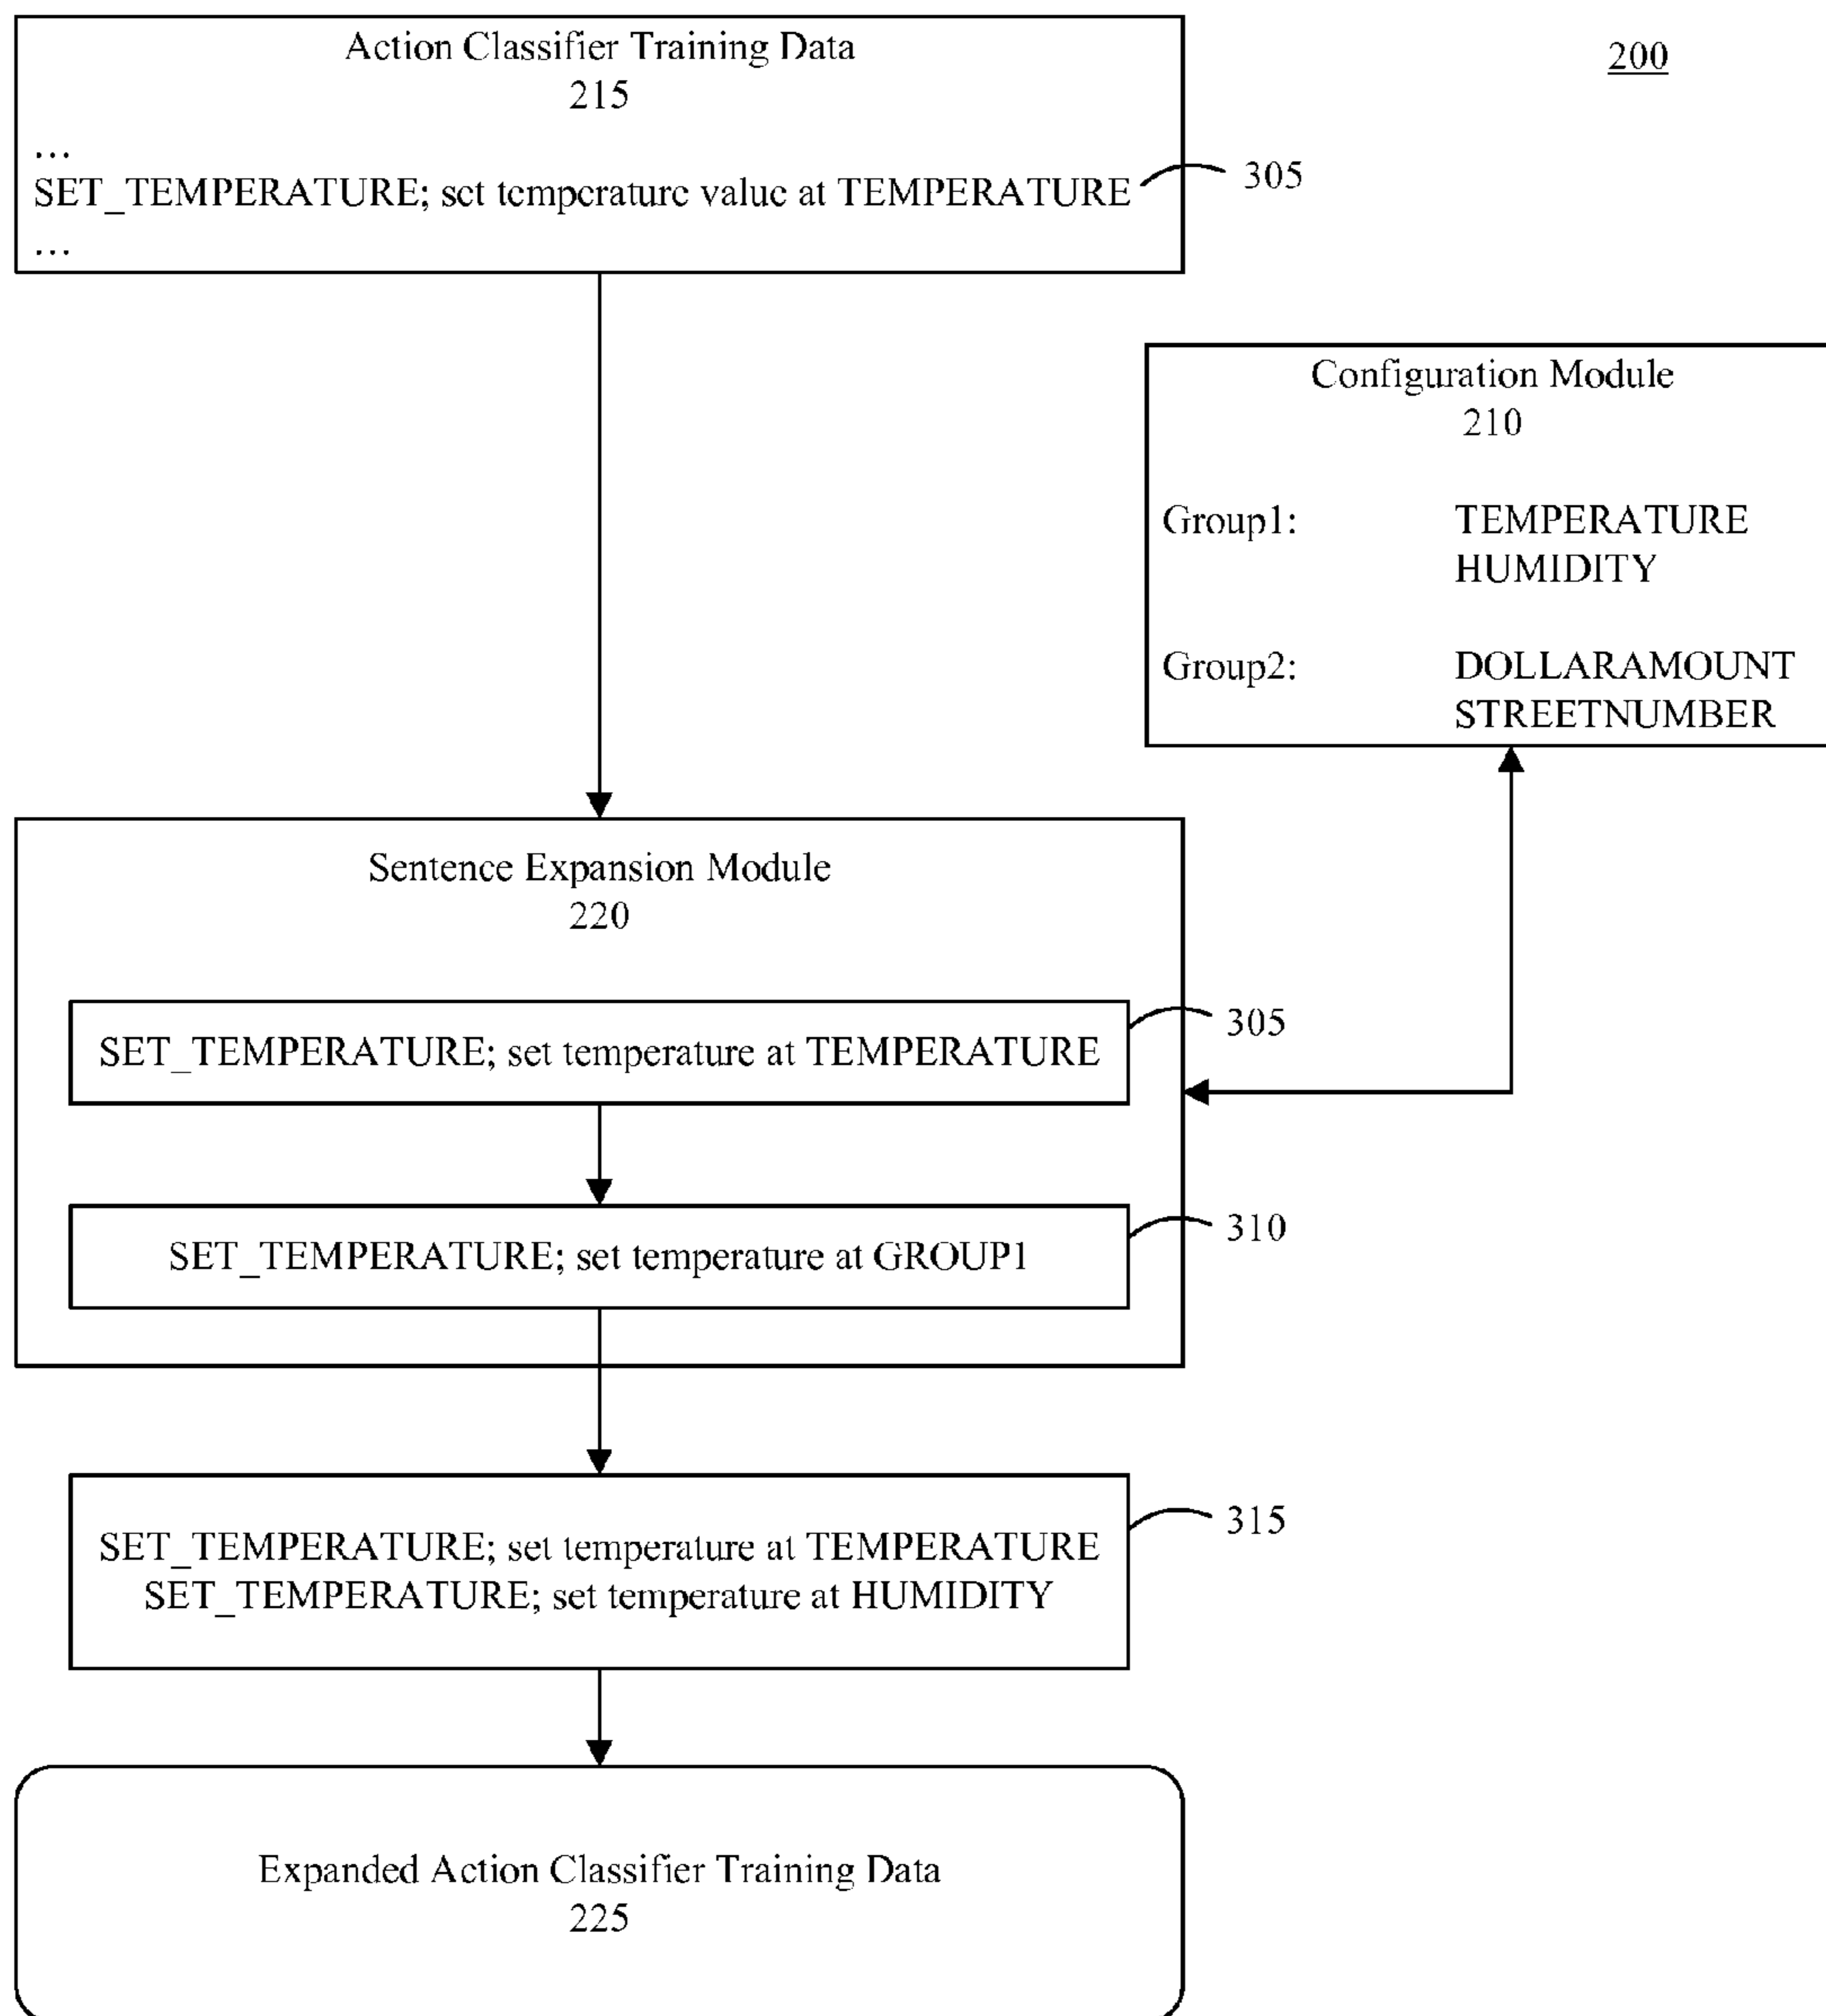 Action Classifier Training Data
215
...
SET_TEMPERATURE; set temperature value at TEMPERATURE
...
305
200
Configuration Module
210
Group1: TEMPERATURE
HUMIDITY
Group2: DOLLARAMOUNT
STREETNUMBER
Sentence Expansion Module
220
SET_TEMPERATURE; set temperature at TEMPERATURE
305
SET_TEMPERATURE; set temperature at GROUP1
310
SET_TEMPERATURE; set temperature at TEMPERATURE
SET_TEMPERATURE; set temperature at HUMIDITY
315
Expanded Action Classifier Training Data
225